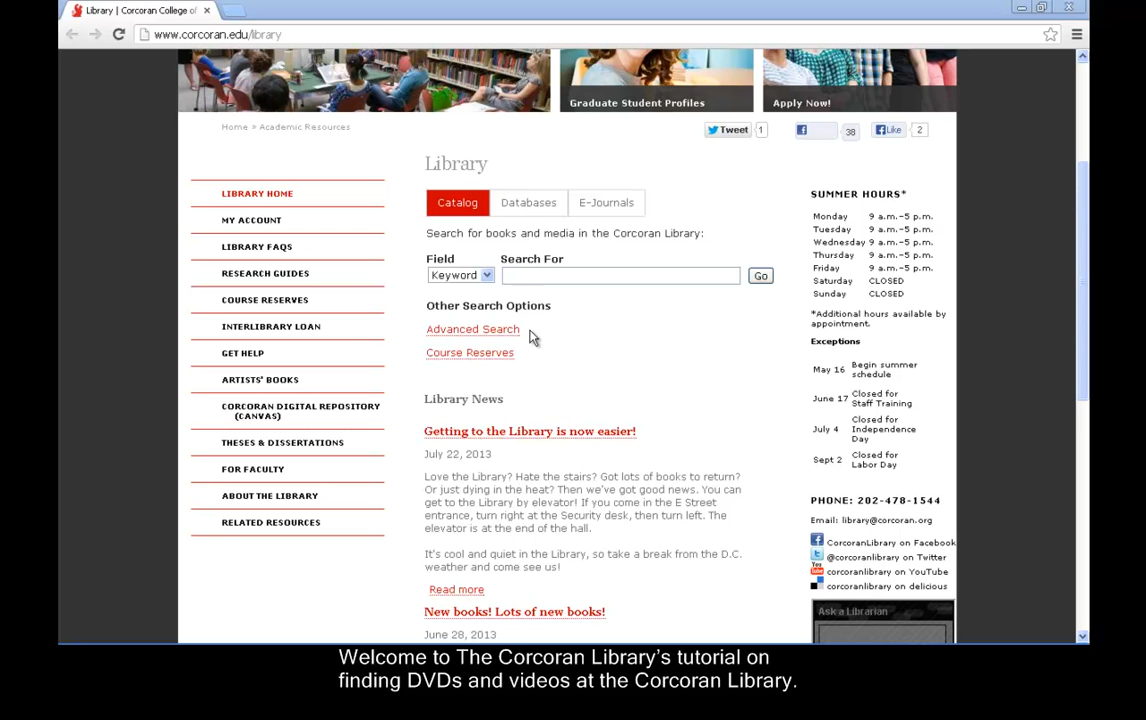 Library | Corcoran College of
www.corcoran.edu/library
Graduate Student Profiles
Apply Now!
Home » Academic Resources
Tweet 1
38
Like 2
Library
LIBRARY HOME
MY ACCOUNT
LIBRARY FAQS
RESEARCH GUIDES
COURSE RESERVES
INTERLIBRARY LOAN
GET HELP
ARTISTS' BOOKS
CORCORAN DIGITAL REPOSITORY
(CANVAS)
THESES & DISSERTATIONS
FOR FACULTY
ABOUT THE LIBRARY
RELATED RESOURCES
Catalog Databases E-Journals
Search for books and media in the Corcoran Library:
Field Search For
Keyword Go
Other Search Options
Advanced Search
Course Reserves
Library News
Getting to the Library is now easier!
July 22, 2013
Love the Library? Hate the stairs? Got lots of books to return?
Or just dying in the heat? Then we've got good news. You can
get to the Library by elevator! If you come in the E Street
entrance, turn right at the Security desk, then turn left. The
elevator is at the end of the hall.
It's cool and quiet in the Library, so take a break from the D.C.
weather and come see us!
Read more
New books! Lots of new books!
June 28, 2013
SUMMER HOURS*
Monday 9 a.m.–5 p.m.
Tuesday 9 a.m.–5 p.m.
Wednesday 9 a.m.–5 p.m.
Thursday 9 a.m.–5 p.m.
Friday 9 a.m.–5 p.m.
Saturday CLOSED
Sunday CLOSED
*Additional hours available by
appointment.
Exceptions
May 16 Begin summer
schedule
June 17 Closed for
Staff Training
July 4 Closed for
Independence
Day
Sept 2 Closed for
Labor Day
PHONE: 202-478-1544
Email: library@corcoran.org
CorcoranLibrary on Facebook
@corcoranlibrary on Twitter
corcoranlibrary on YouTube
corcoranlibrary on delicious
Ask a Librarian
Welcome to The Corcoran Library's tutorial on
finding DVDs and videos at the Corcoran Library.